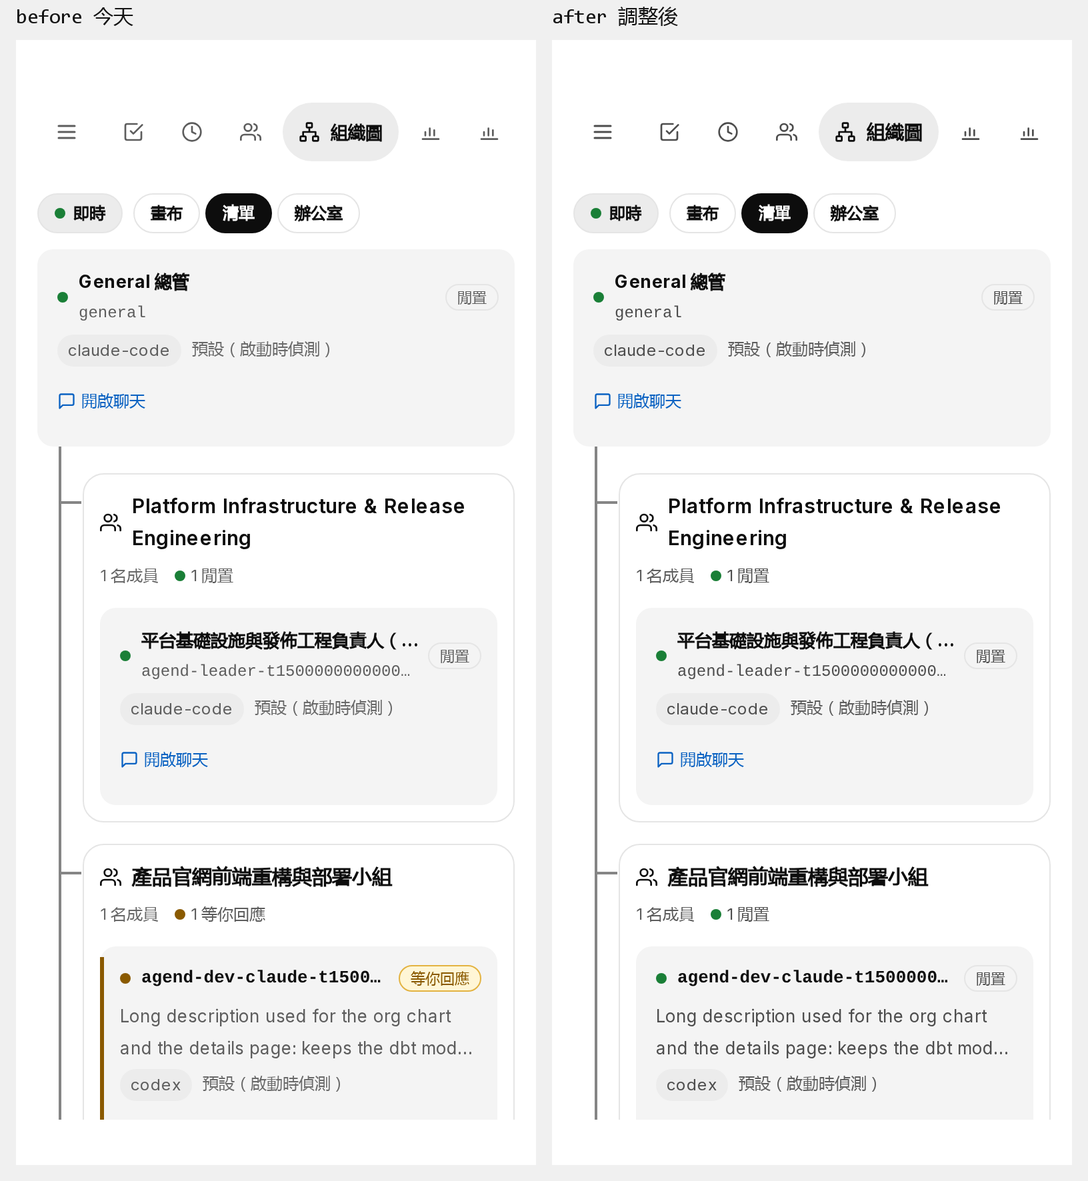 before 今天
組織圖
即時 畫布 清單 辦公室
General 總管
general
閒置
claude-code 預設（啟動時偵測）
開啟聊天
Platform Infrastructure & Release
Engineering
1 名成員 1 閒置
平台基礎設施與發佈工程負責人（…
agend-leader-t1500000000000…
閒置
claude-code 預設（啟動時偵測）
開啟聊天
產品官網前端重構與部署小組
1 名成員 1 等你回應
agend-dev-claude-t1500… 等你回應
Long description used for the org chart
and the details page: keeps the dbt mod…
codex 預設（啟動時偵測）
after 調整後
組織圖
即時 畫布 清單 辦公室
General 總管
general
閒置
claude-code 預設（啟動時偵測）
開啟聊天
Platform Infrastructure & Release
Engineering
1 名成員 1 閒置
平台基礎設施與發佈工程負責人（…
agend-leader-t1500000000000…
閒置
claude-code 預設（啟動時偵測）
開啟聊天
產品官網前端重構與部署小組
1 名成員 1 閒置
agend-dev-claude-t1500000… 閒置
Long description used for the org chart
and the details page: keeps the dbt mod…
codex 預設（啟動時偵測）